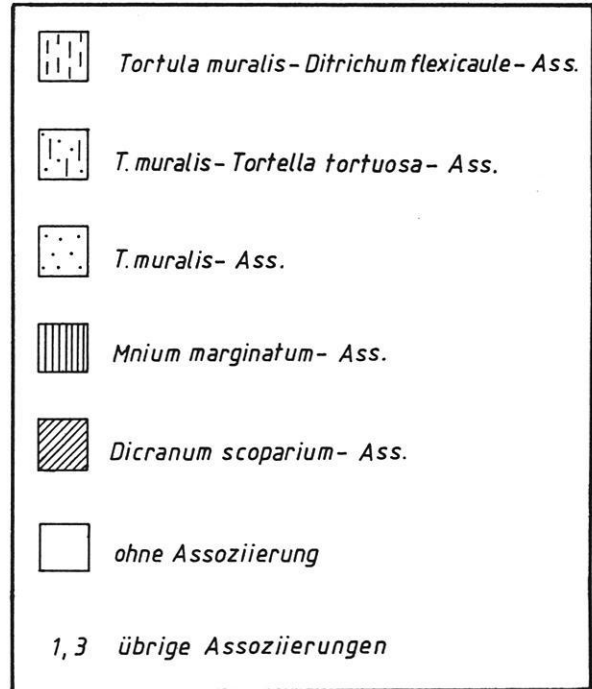 Tortula muralis - Ditrichum flexicaule - Ass.
T. muralis - Tortella tortuosa - Ass.
T. muralis - Ass.
Mnium marginatum - Ass.
Dicranum scoparium - Ass.
ohne Assoziierung
1, 3 übrige Assoziierungen